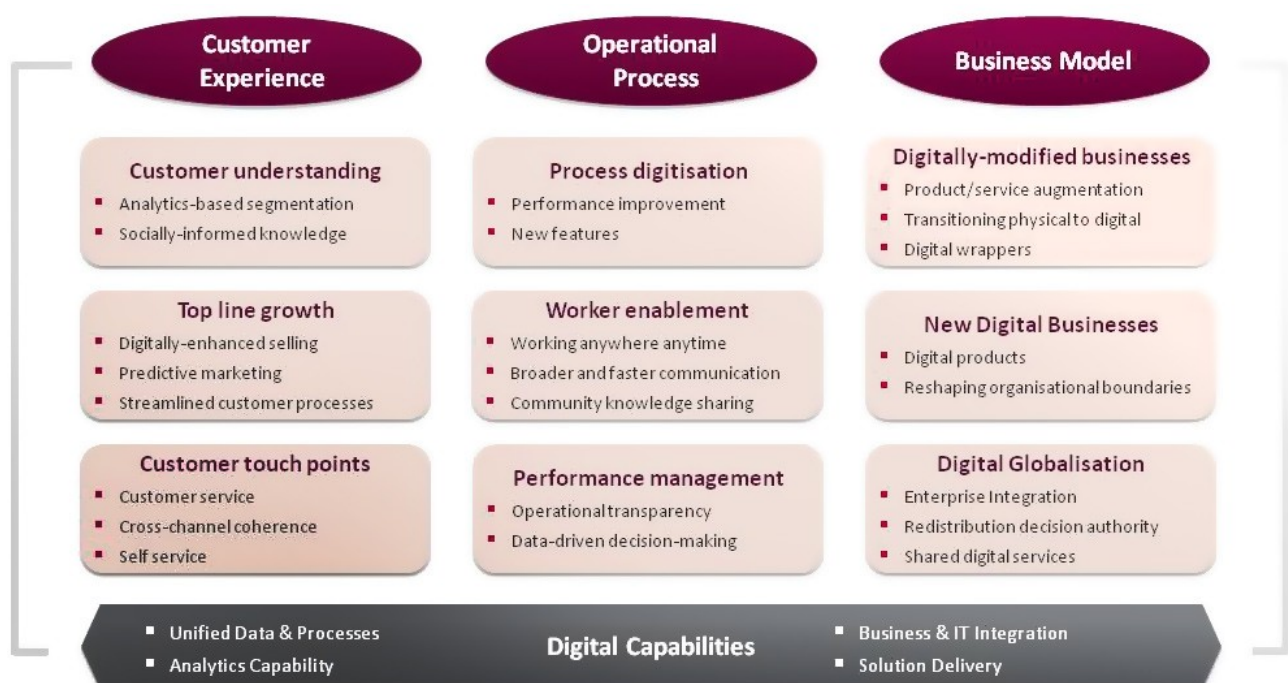 Customer
Experience
Operational
Process
Business Model
Customer understanding
Analytics-based segmentation
Socially-informed knowledge
Process digitisation
Performance improvement
New features
Digitally-modified businesses
Product/service augmentation
Transitioning physical to digital
Digital wrappers
Top line growth
Digitally-enhanced selling
Predictive marketing
Streamlined customer processes
Worker enablement
Working anywhere anytime
Broader and faster communication
Community knowledge sharing
New Digital Businesses
Digital products
Reshaping organisational boundaries
Customer touch points
Customer service
Cross-channel coherence
Self service
Performance management
Operational transparency
Data-driven decision-making
Digital Globalisation
Enterprise Integration
Redistribution decision authority
Shared digital services
Unified Data & Processes
Analytics Capability
Digital Capabilities
Business & IT Integration
Solution Delivery